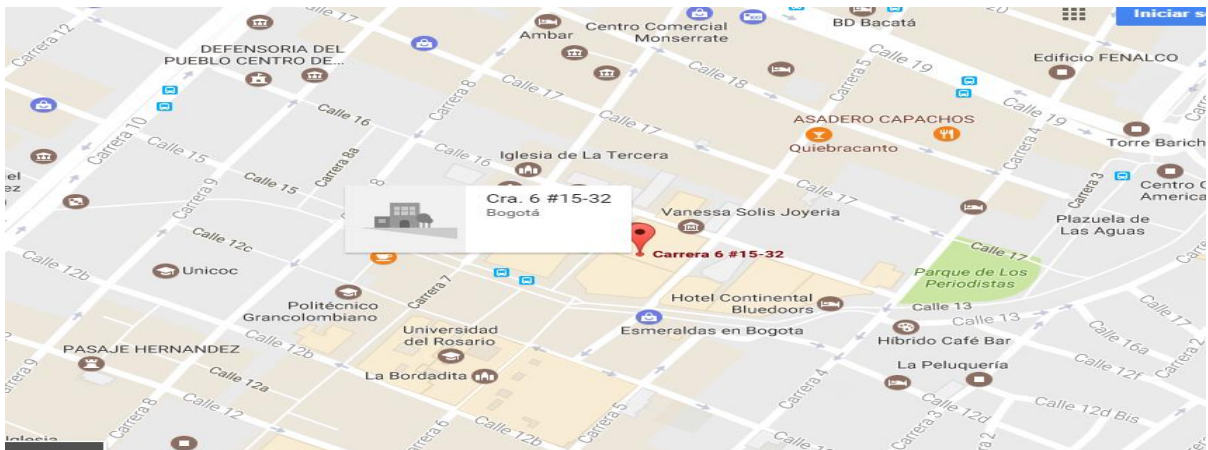 Carrera 12
DEFENSORIA DEL
PUEBLO CENTRO DE...
Ambar
Centro Comercial
Monserrate
BD Bacatá
20
Iniciar s
Edificio FENALCO
Carrera 8
Carrera 5
Calle 19
Calle 18
Calle 17
Calle 16
Calle 17
Calle 19
ASADERO CAPACHOS
Quiebracanto
Torre Barich
Carrera 10
Calle 15
Carrera 8a
Calle 16
Iglesia de La Tercera
Carrera 4
Carrera 3
Centro C
America
el
ez
Carrera 9
Calle 15
8
Cra. 6 #15-32
Bogotá
Vanessa Solis Joyería
Plazuela de
Las Aguas
Calle 12c
Carrera 6 #15-32
Calle 17
Calle 12b
Unicoc
Parque de Los
Periodistas
Politécnico
Grancolombiano
Carrera 7
Hotel Continental
Bluedoors
Calle 13
Calle 13
Calle 17
Universidad
del Rosario
Esmeraldas en Bogota
Híbrido Café Bar
Calle 16a
Carrera 2
PASAJE HERNANDEZ
Calle 12b
La Bordadita
La Peluquería
Calle 12f
Carrera 9
Calle 12a
Carrera 4
Calle 12
Carrera 8
Carrera 6
Calle 12b
Carrera 5
Carrera 3
Calle 12d
Calle 12d Bis
Iglesia